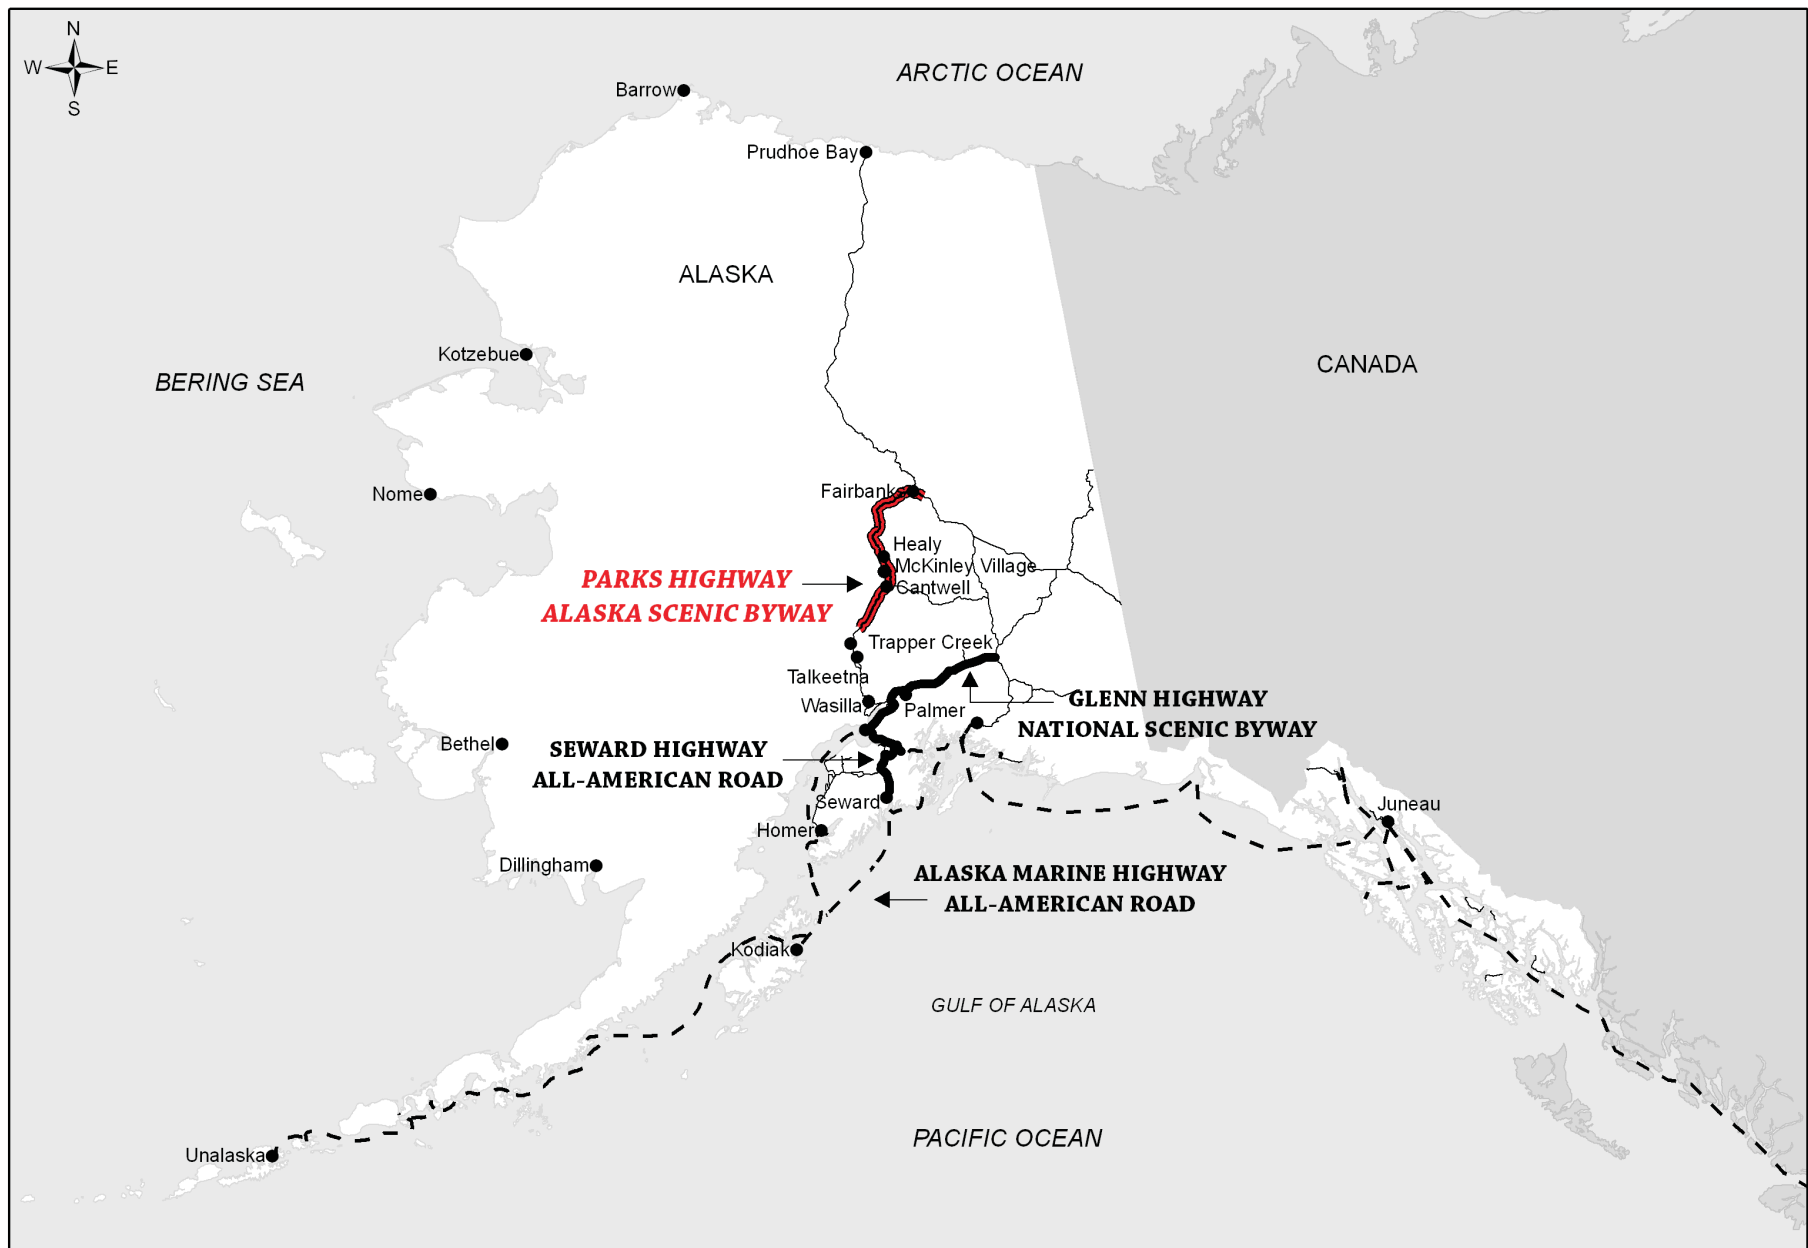 N
W E
S
ARCTIC OCEAN
Barrow
Prudhoe Bay
ALASKA
Kotzebue
CANADA
BERING SEA
Nome
Fairbanks
Healy
McKinley Village
Cantwell
PARKS HIGHWAY
ALASKA SCENIC BYWAY
Trapper Creek
Talkeetna
Wasilla
Palmer
GLENN HIGHWAY
NATIONAL SCENIC BYWAY
Bethel
SEWARD HIGHWAY
ALL-AMERICAN ROAD
Seward
Juneau
Homer
Dillingham
ALASKA MARINE HIGHWAY
ALL-AMERICAN ROAD
Kodiak
GULF OF ALASKA
PACIFIC OCEAN
Unalaska